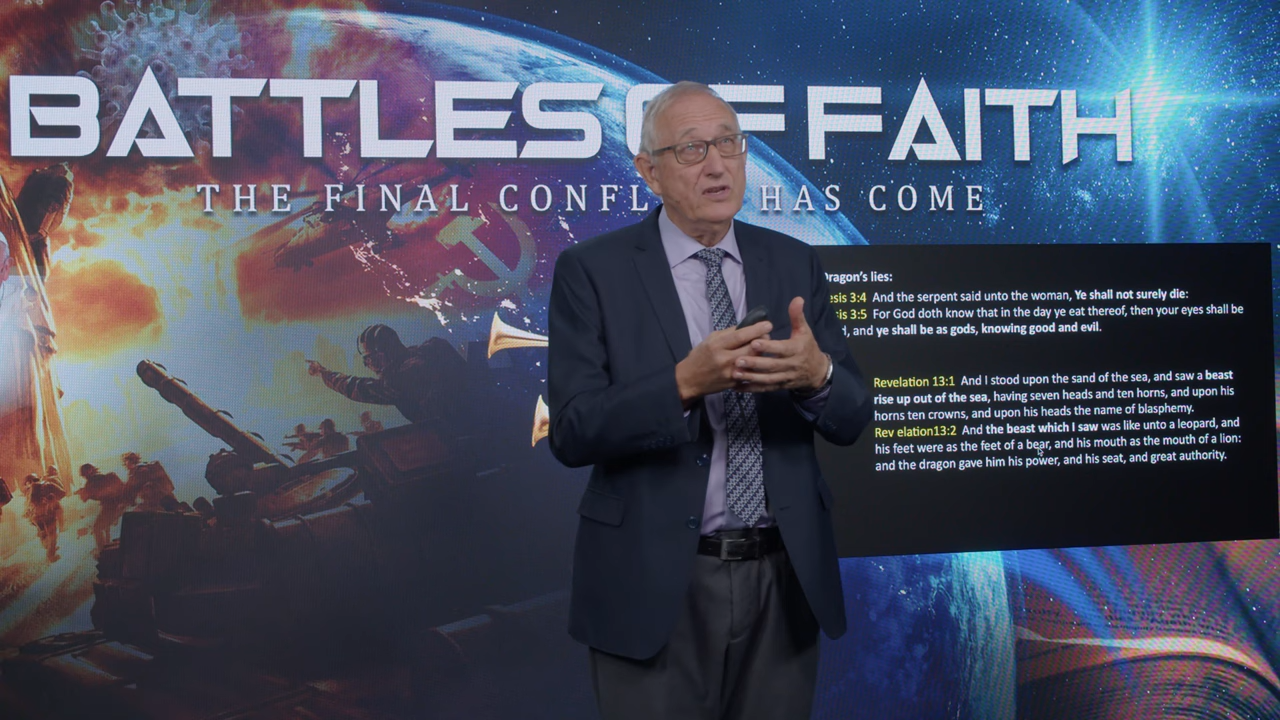 BATTLES OF FAITH
THE FINAL CONFL HAS COME
Dragon's lies:
esis 3:4 And the serpent said unto the woman, Ye shall not surely die:
sis 3:5 For God doth know that in the day ye eat thereof, then your eyes shall be
d, and ye shall be as gods, knowing good and evil.
Revelation 13:1 And I stood upon the sand of the sea, and saw a beast
rise up out of the sea, having seven heads and ten horns, and upon his
horns ten crowns, and upon his heads the name of blasphemy.
Rev elation13:2 And the beast which I saw was like unto a leopard, and
his feet were as the feet of a bear, and his mouth as the mouth of a lion:
and the dragon gave him his power, and his seat, and great authority.